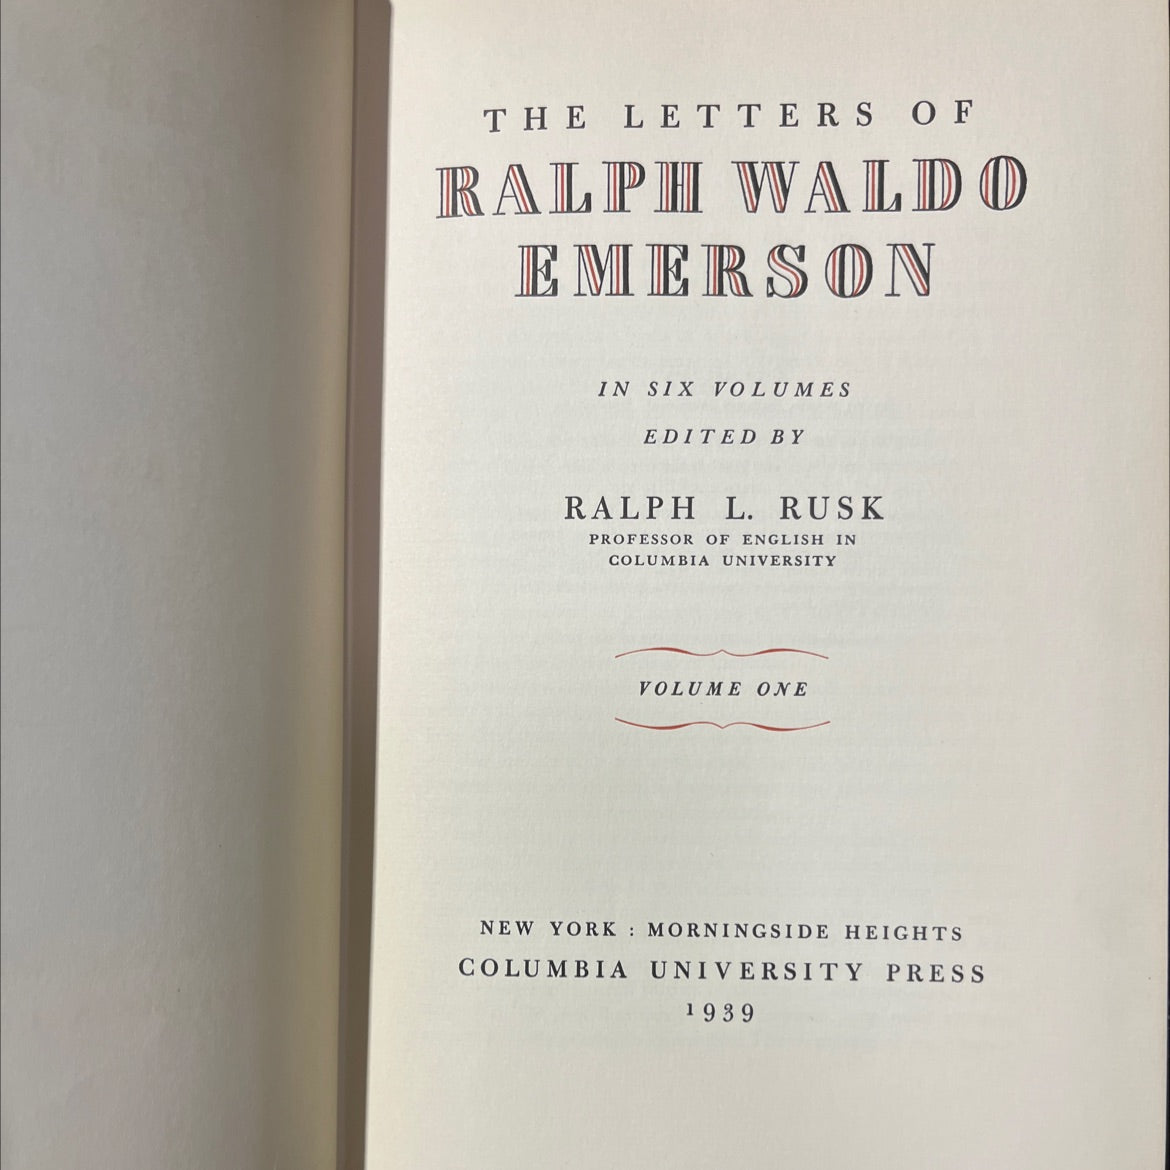 THE LETTERS OF
RALPH WALDO
EMERSON
IN SIX VOLUMES
EDITED BY
RALPH L. RUSK
PROFESSOR OF ENGLISH IN
COLUMBIA UNIVERSITY
VOLUME ONE
NEW YORK : MORNINGSIDE HEIGHTS
COLUMBIA UNIVERSITY PRESS
1939